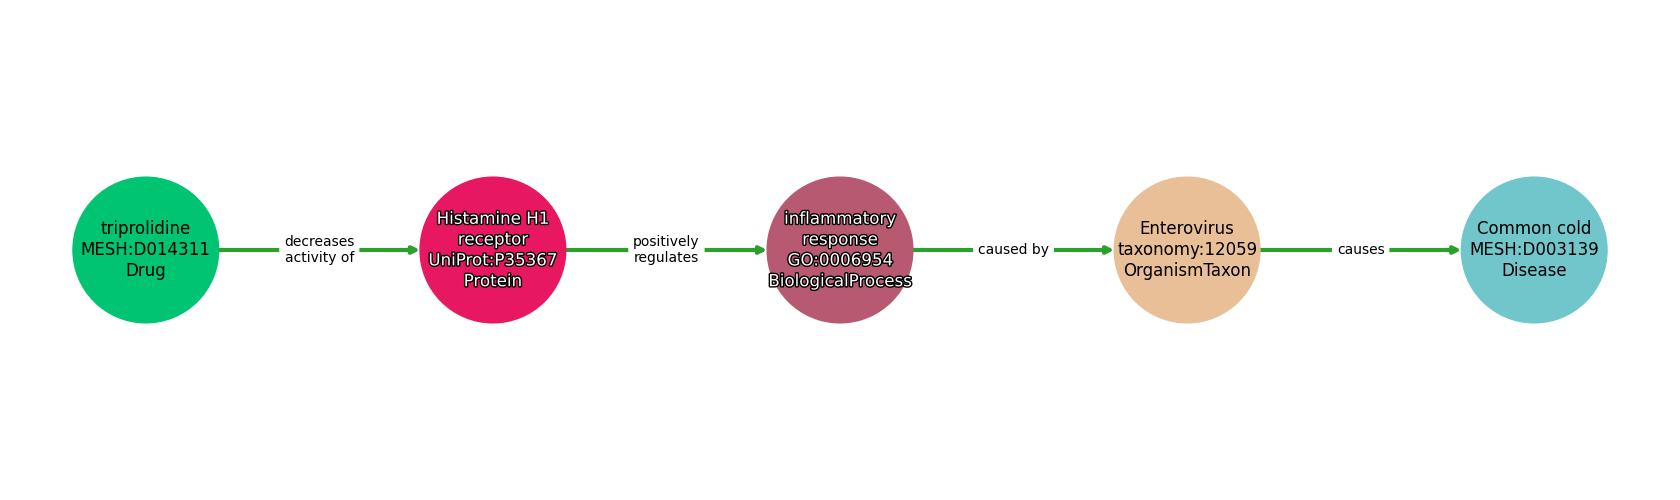 triprolidine
MESH:D014311
Drug
decreases
activity of
Histamine H1
receptor
UniProt:P35367
Protein
positively
regulates
inflammatory
response
GO:0006954
BiologicalProcess
caused by
Enterovirus
taxonomy:12059
OrganismTaxon
causes
Common cold
MESH:D003139
Disease